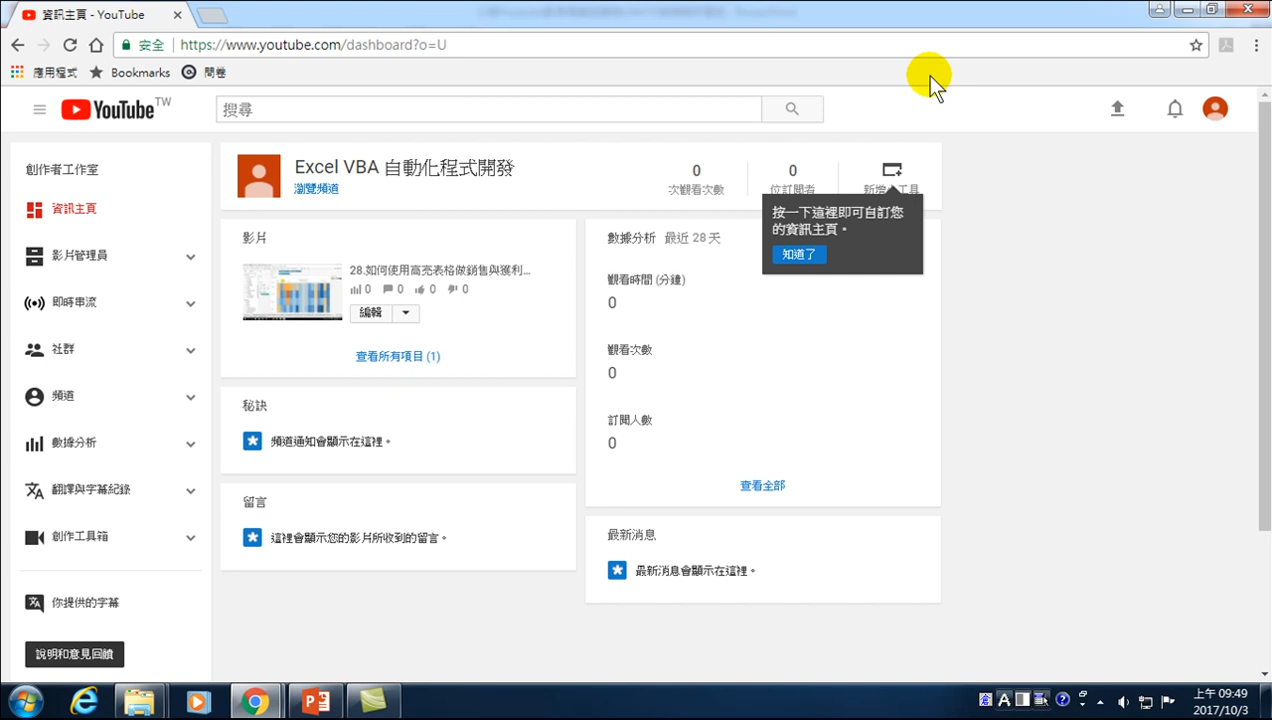 資訊主頁 - YouTube
安全 https://www.youtube.com/dashboard?o=U
應用程式 Bookmarks 問卷
YouTube TW
搜尋
創作者工作室
資訊主頁
影片管理員
即時串流
社群
頻道
數據分析
翻譯與字幕紀錄
創作工具箱
你提供的字幕
說明和意見回饋
Excel VBA 自動化程式開發
瀏覽頻道
0
次觀看次數
0
位訂閱者
新增小工具
按一下這裡即可自訂您
的資訊主頁。
知道了
影片
28.如何使用高亮表格做銷售與獲利...
0 0 0 0
編輯
查看所有項目 (1)
秘訣
頻道通知會顯示在這裡。
留言
這裡會顯示您的影片所收到的留言。
數據分析 最近 28 天
觀看時間 (分鐘)
0
觀看次數
0
訂閱人數
0
查看全部
最新消息
最新消息會顯示在這裡。
上午 09:49
2017/10/3